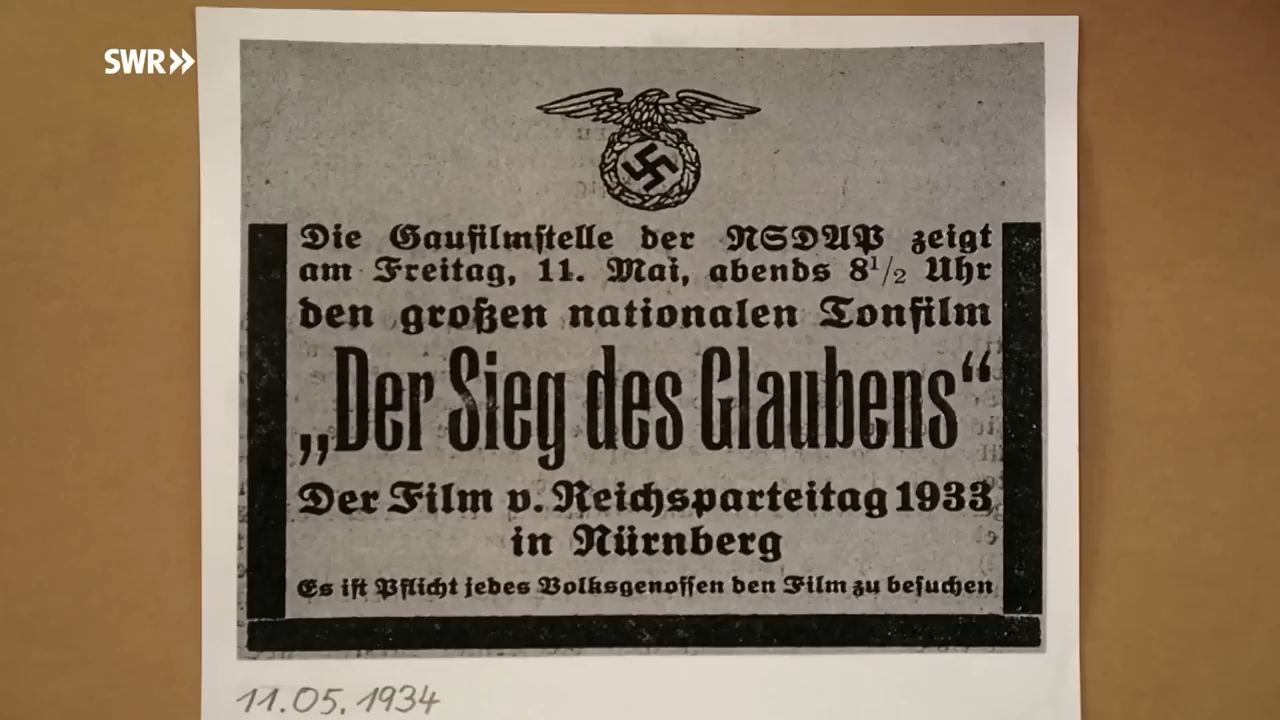 SWR»
Die Gaufilmstelle der NSDAP zeigt
am Freitag, 11. Mai, abends 8 1/2 Uhr
den großen nationalen Tonfilm
„Der Sieg des Glaubens“
Der Film v. Reichsparteitag 1933
in Nürnberg
Es ist Pflicht jedes Volksgenossen den Film zu besuchen
11.05.1934